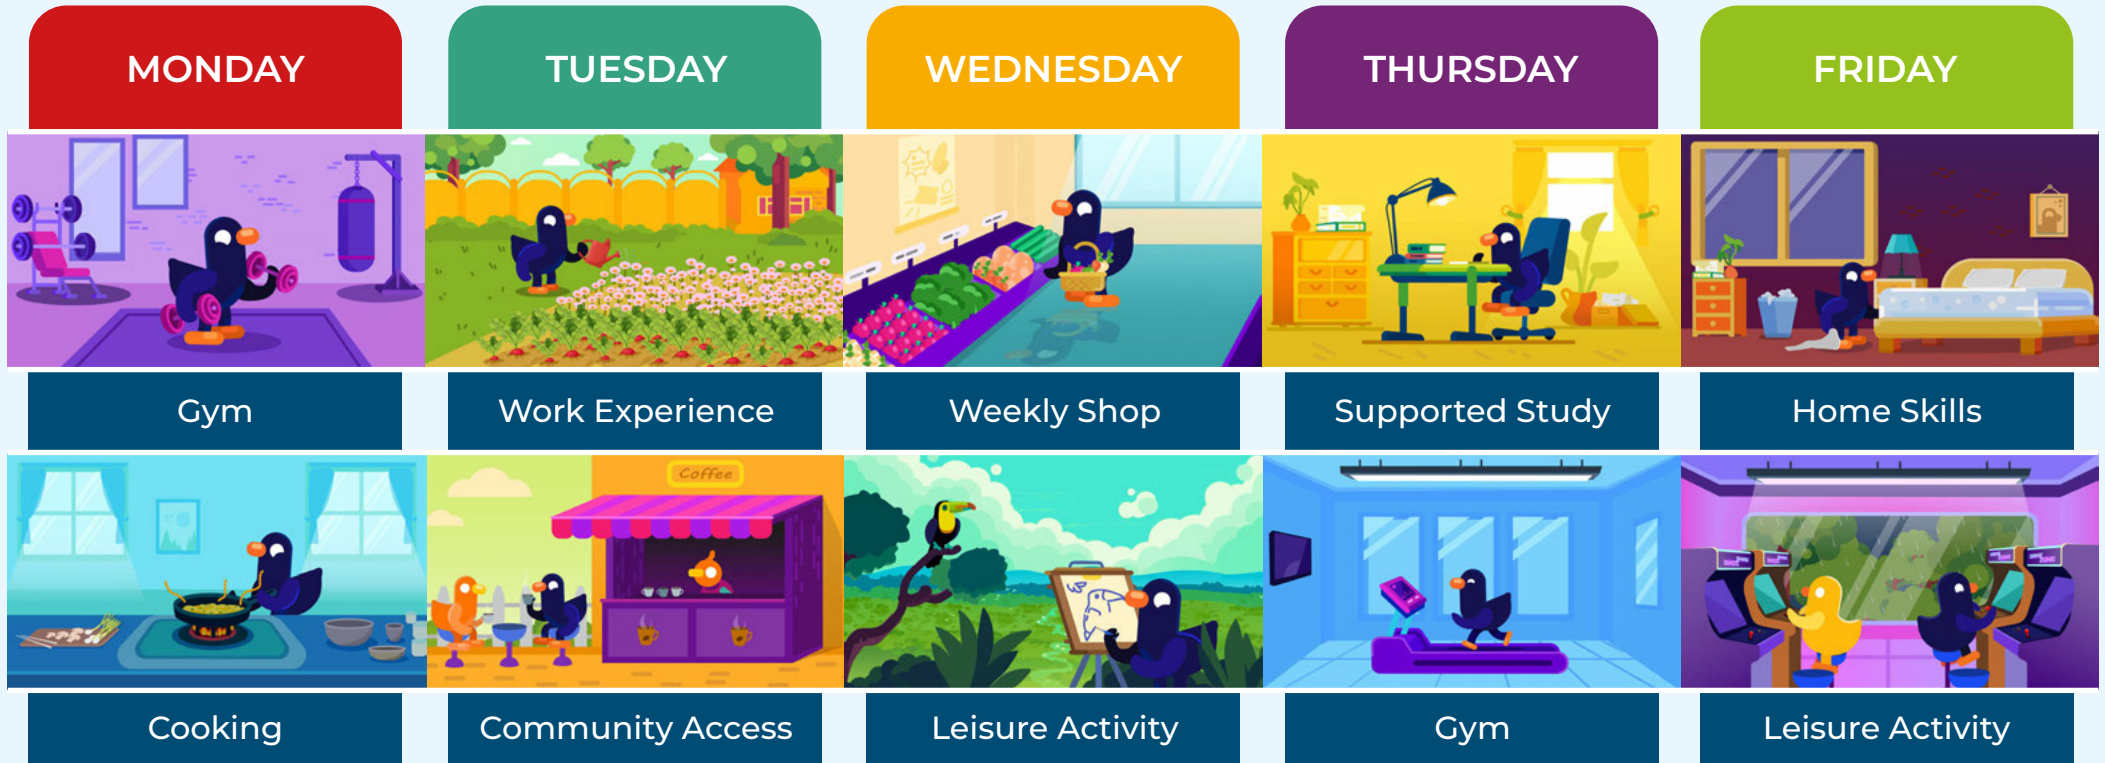 MONDAY
TUESDAY
WEDNESDAY
THURSDAY
FRIDAY
Gym
Work Experience
Weekly Shop
Supported Study
Home Skills
Coffee
Cooking
Community Access
Leisure Activity
Gym
Leisure Activity